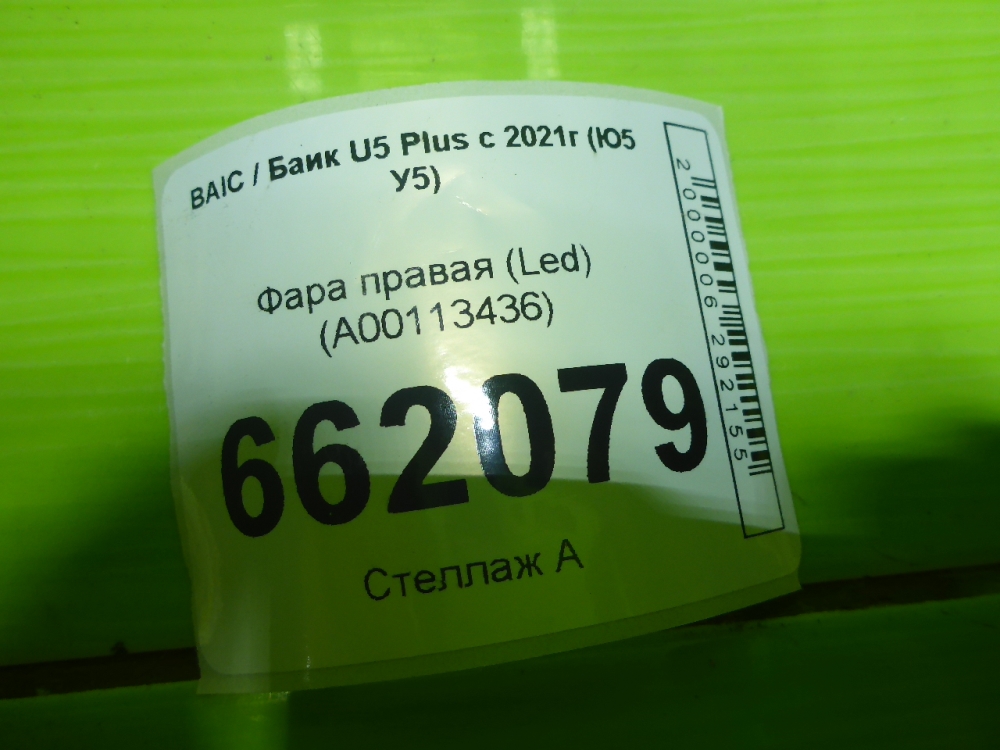 BAIC / Баик U5 Plus с 2021г (Ю5
У5)
Фара правая (Led)
(A00113436)
662079
Стеллаж А
2000006292155